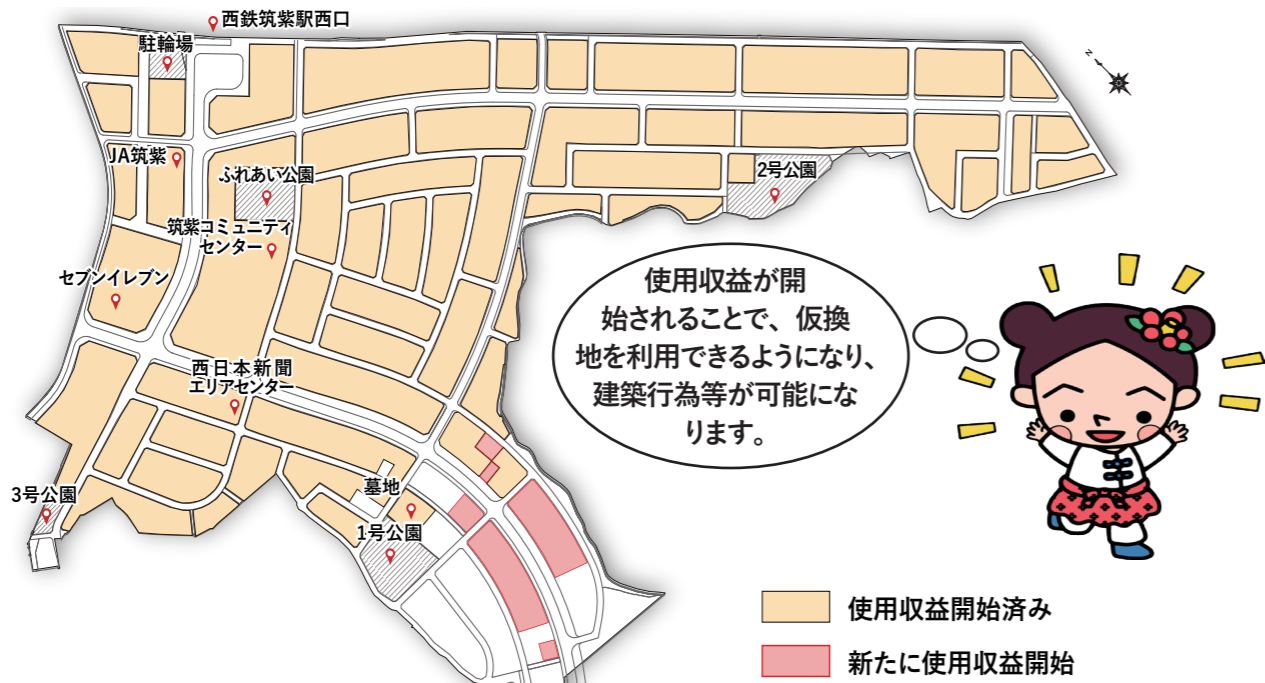 西鉄筑紫駅西口
駐輪場
JA筑紫
ふれあい公園
2号公園
筑紫コミュニティ
センター
セブンイレブン
西日本新聞
エリアセンター
3号公園
墓地
1号公園
使用収益が開
始されることで、仮換
地を利用できるようになり、
建築行為等が可能にな
ります。
使用収益開始済み
新たに使用収益開始
N